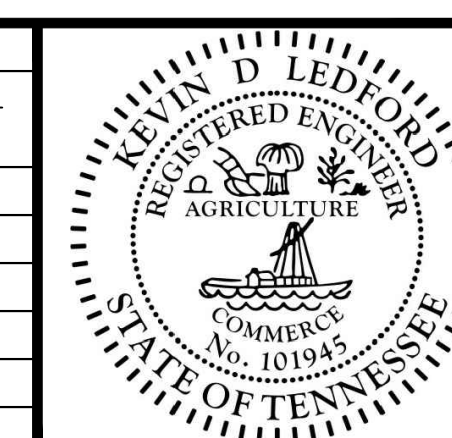 KEVIN D LEDFORD
REGISTERED ENGINEER
AGRICULTURE
COMMERCE
No. 101945
STATE OF TENNESSEE